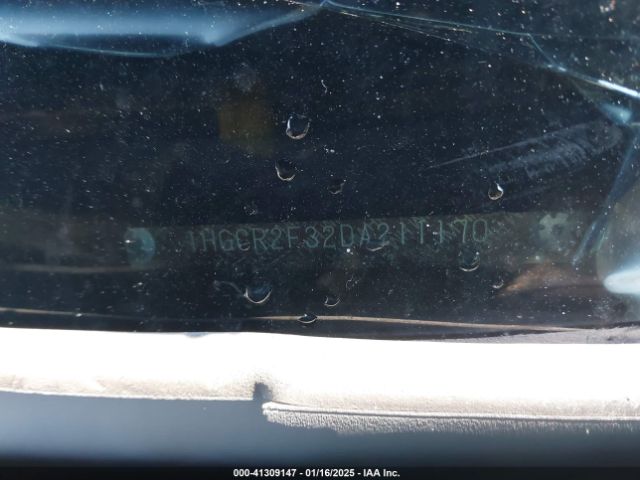 1HGCR2F32DA211170
000-41309147 - 01/16/2025 - IAA Inc.